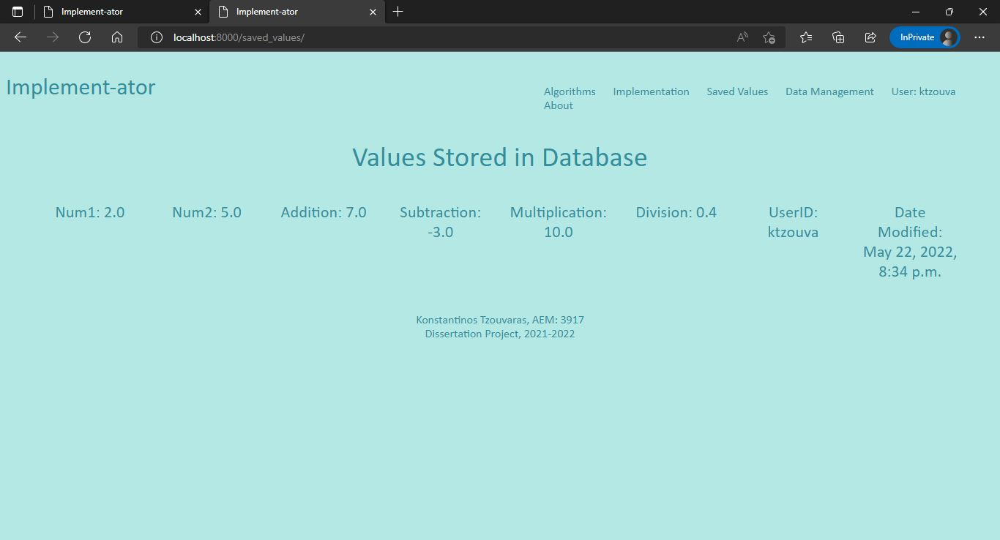 Implement-ator
Implement-ator
localhost:8000/saved_values/
InPrivate
Implement-ator
Algorithms Implementation Saved Values Data Management User: ktzouva
About
Values Stored in Database
Num1: 2.0
Num2: 5.0
Addition: 7.0
Subtraction:
-3.0
Multiplication:
10.0
Division: 0.4
UserID:
ktzouva
Date
Modified:
May 22, 2022,
8:34 p.m.
Konstantinos Tzouvaras, AEM: 3917
Dissertation Project, 2021-2022